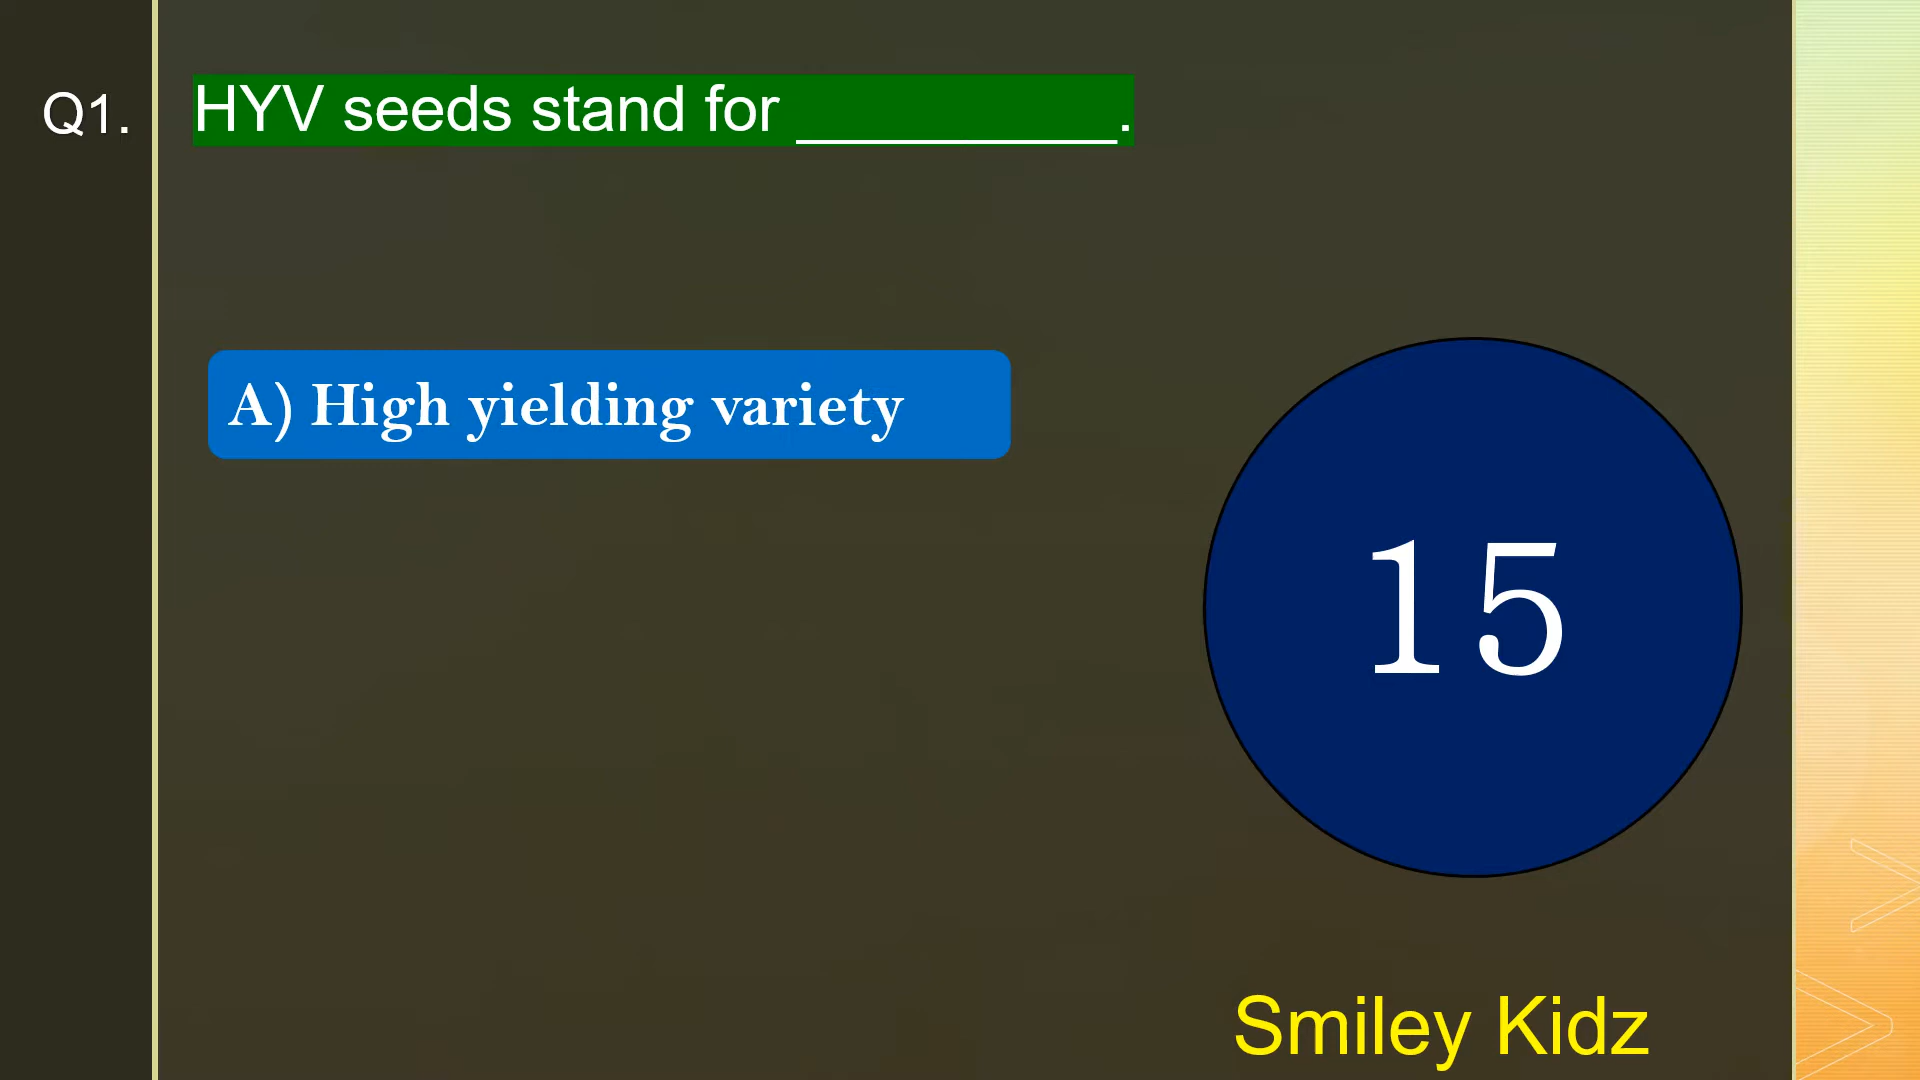 Q1. HYV seeds stand for __________.
A) High yielding variety
15
Smiley Kidz